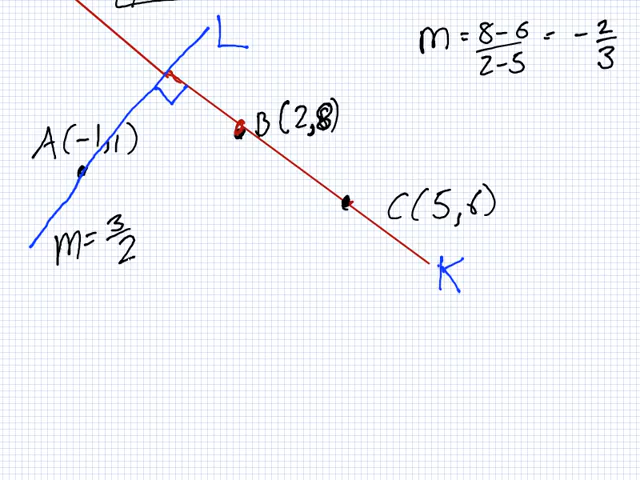 L
m = 8-6/2-5 = -2/3
B(2,8)
A(-1,1)
C(5,6)
m = 3/2
K